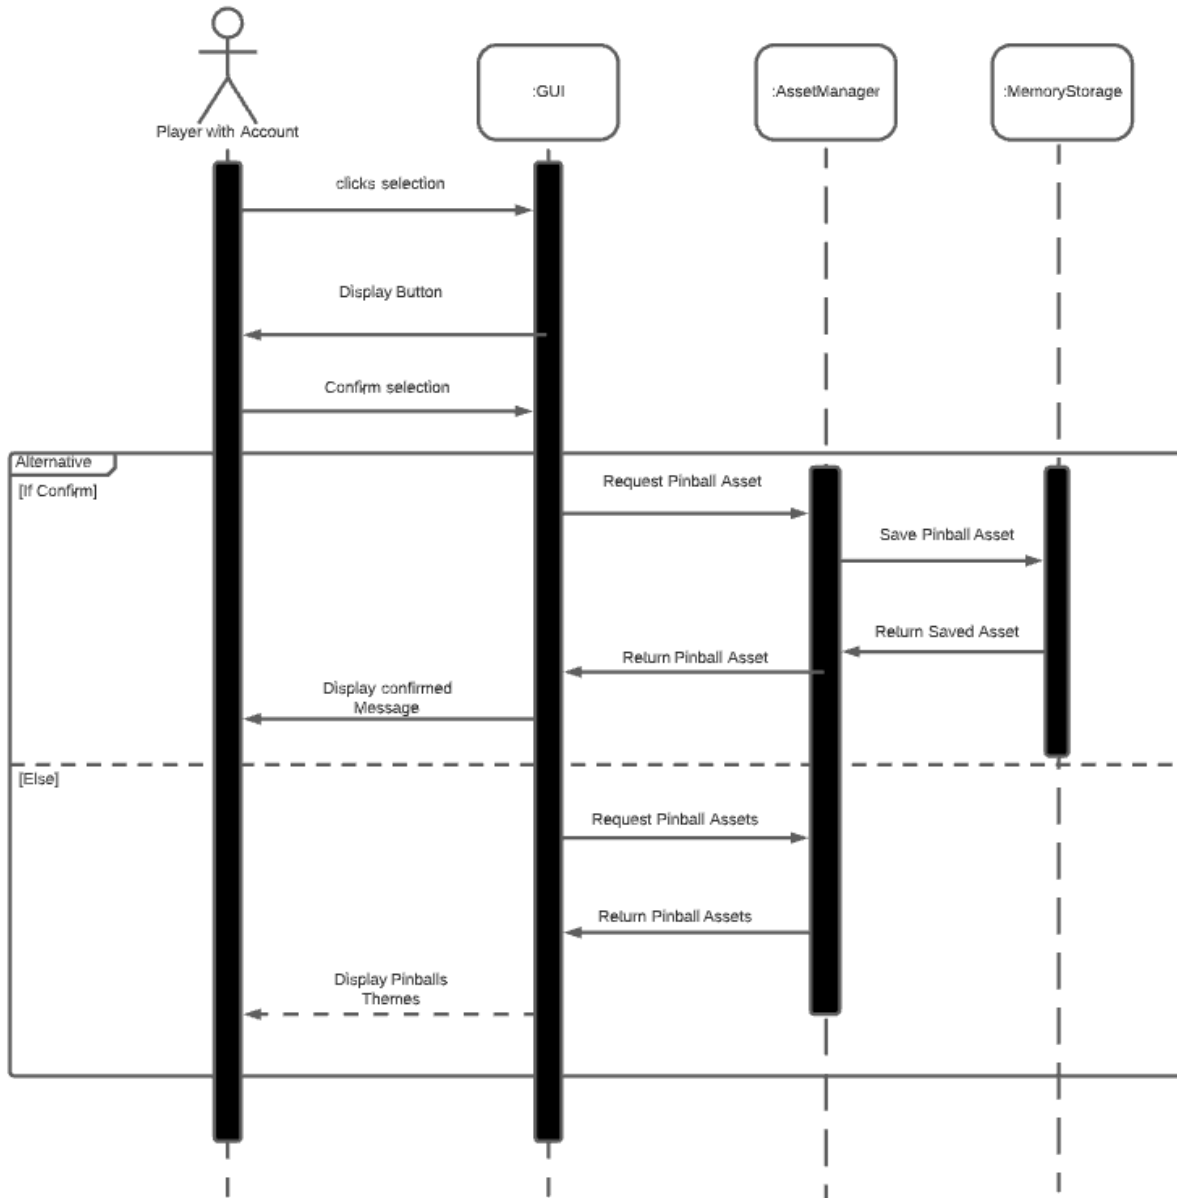 Player with Account
:GUI
:AssetManager
:MemoryStorage
clicks selection
Display Button
Confirm selection
Alternative
[If Confirm]
Request Pinball Asset
Save Pinball Asset
Return Saved Asset
Return Pinball Asset
Display confirmed
Message
[Else]
Request Pinball Assets
Return Pinball Assets
Display Pinballs
Themes